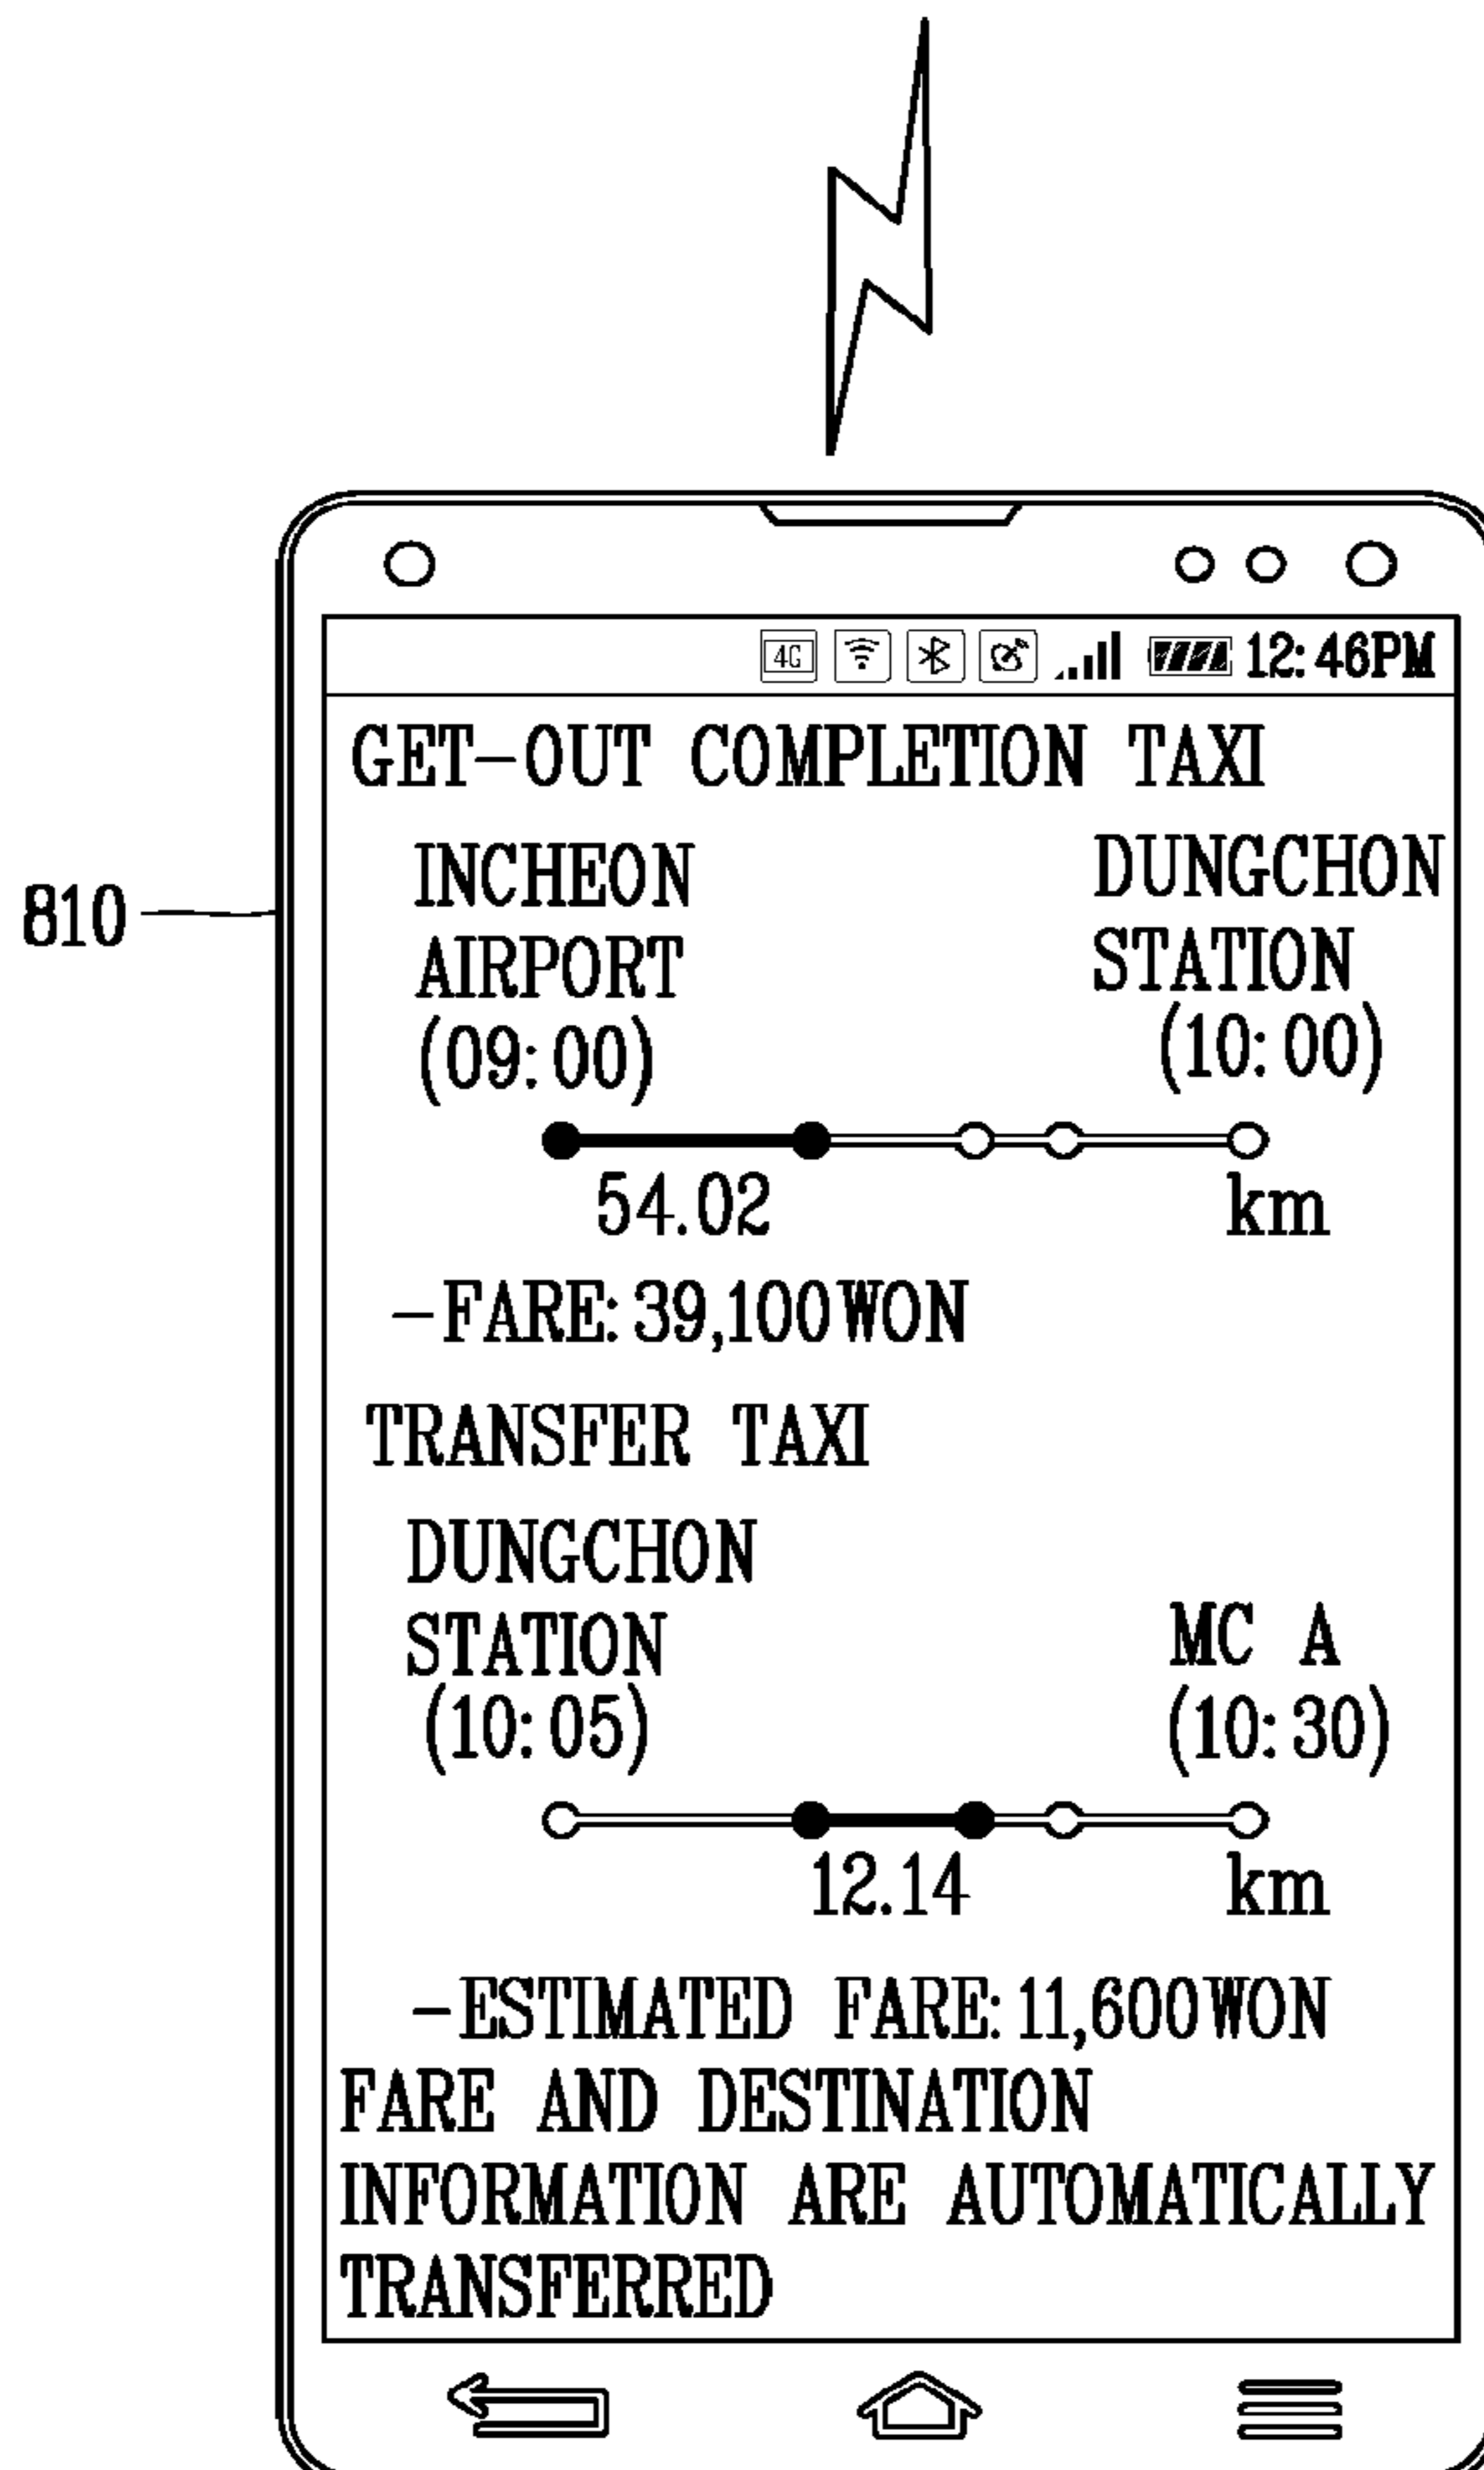 4G 12:46PM
GET-OUT COMPLETION TAXI
INCHEON
AIRPORT
(09:00)
DUNGCHON
STATION
(10:00)
54.02 km
-FARE:39,100WON
TRANSFER TAXI
DUNGCHON
STATION
(10:05)
MC A
(10:30)
12.14 km
-ESTIMATED FARE:11,600WON
FARE AND DESTINATION
INFORMATION ARE AUTOMATICALLY
TRANSFERRED
810